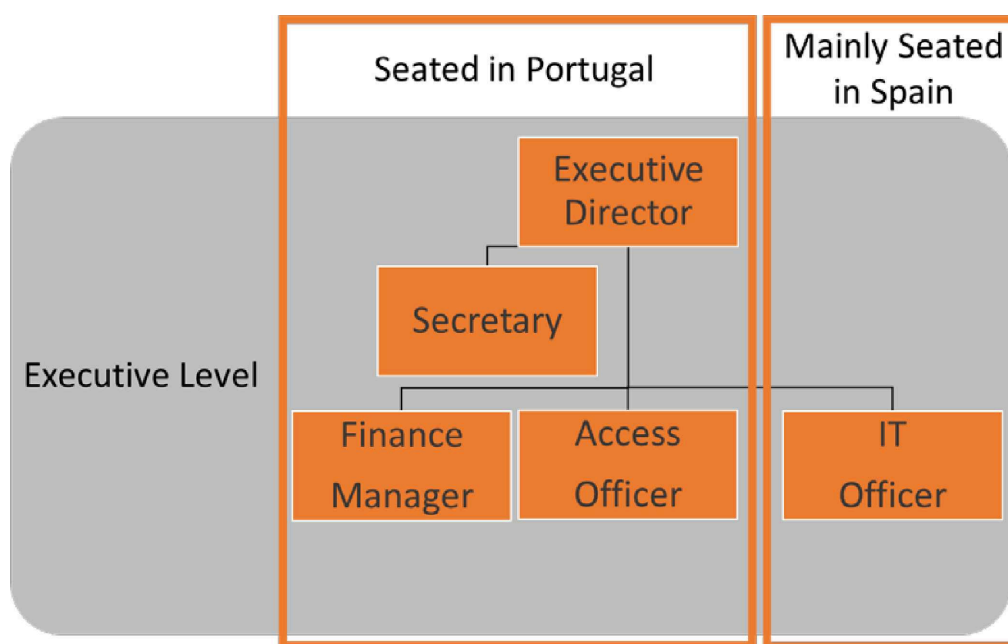 Seated in Portugal
Mainly Seated
in Spain
Executive
Director
Secretary
Executive Level
Finance
Manager
Access
Officer
IT
Officer